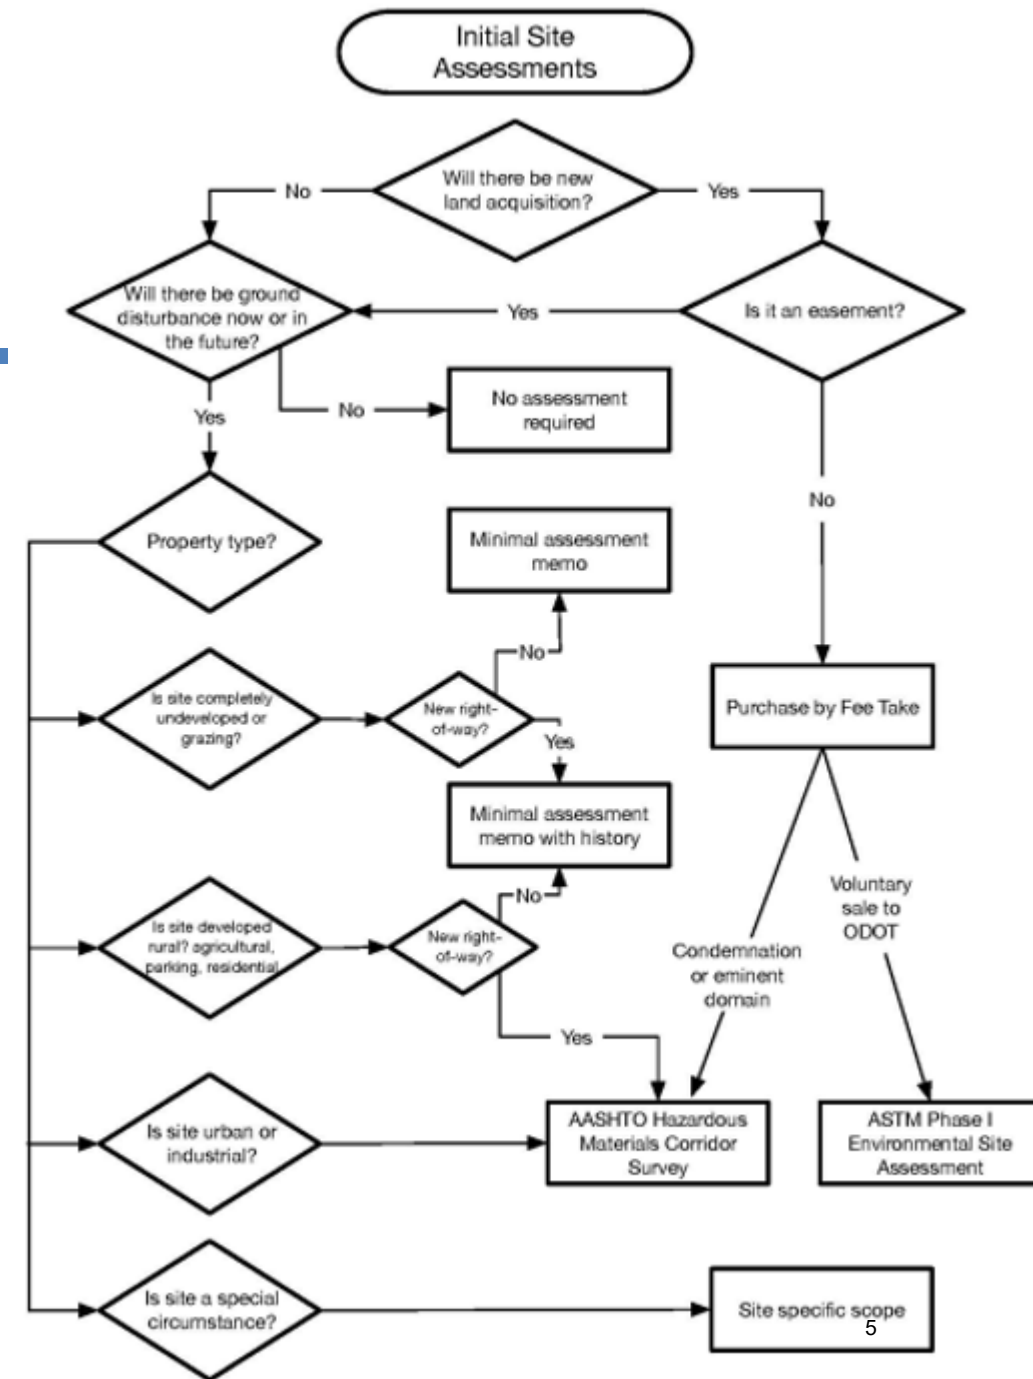 Initial Site
Assessments
Will there be new
land acquisition?
No
Yes
Will there be ground
disturbance now or in
the future?
Yes
Is it an easement?
No
No assessment
required
Yes
No
Property type?
Minimal assessment
memo
No
Is site completely
undeveloped or
grazing?
New right-
of-way?
Yes
Purchase by Fee Take
Minimal assessment
memo with history
No
Is site developed
rural? agricultural,
parking, residential
New right-
of-way?
Voluntary
sale to
ODOT
Condemnation
or eminent
domain
Yes
Is site urban or
industrial?
AASHTO Hazardous
Materials Corridor
Survey
ASTM Phase I
Environmental Site
Assessment
Is site a special
circumstance?
Site specific scope
5